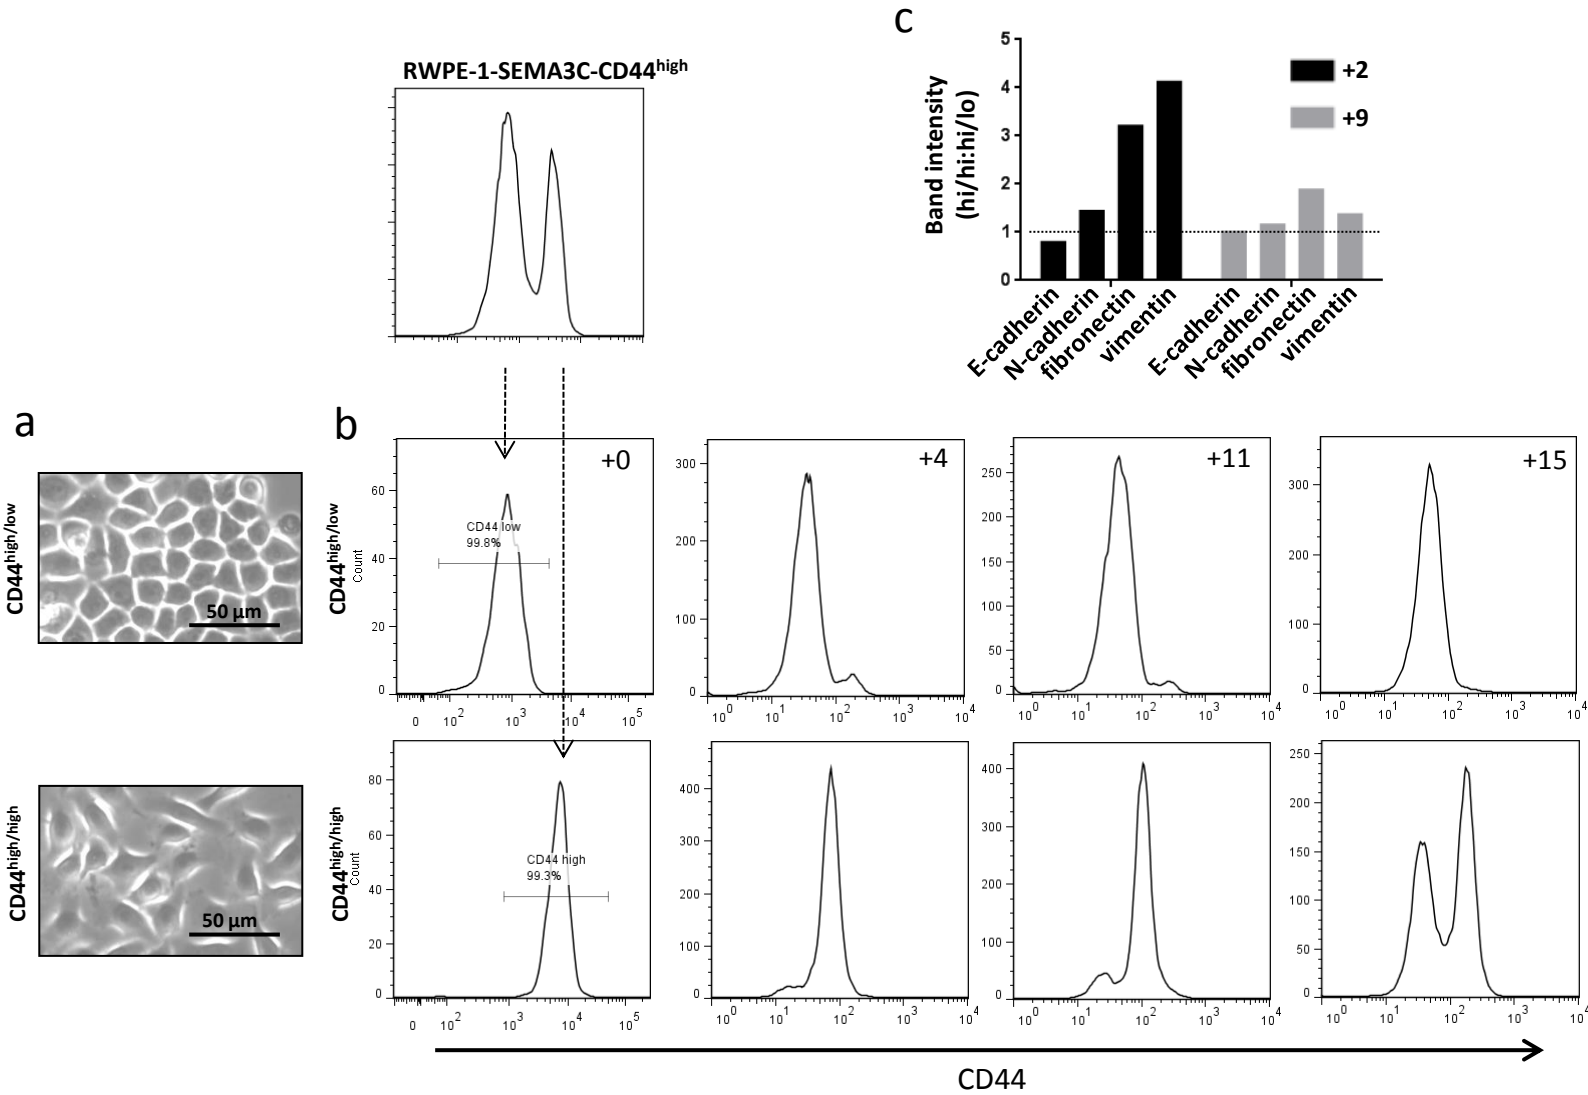 c
RWPE-1-SEMA3C-CD44high
5
4
3
2
1
0
Band intensity
(hi/hi:hi/lo)
+2
+9
E-cadherin
N-cadherin
fibronectin
vimentin
E-cadherin
N-cadherin
fibronectin
vimentin
a
b
CD44high/low
50 µm
CD44high/low
Count
60
40
20
0
+0
CD44 low
99.8%
0 10² 10³ 10⁴ 10⁵
300
200
100
0
+4
10⁰ 10¹ 10² 10³ 10⁴
250
200
150
100
50
0
+11
10⁰ 10¹ 10² 10³ 10⁴
300
200
100
0
+15
10⁰ 10¹ 10² 10³ 10⁴
CD44high/high
50 µm
CD44high/high
Count
80
60
40
20
0
CD44 high
99.3%
0 10² 10³ 10⁴ 10⁵
400
300
200
100
0
10⁰ 10¹ 10² 10³ 10⁴
400
300
200
100
0
10⁰ 10¹ 10² 10³ 10⁴
250
200
150
100
50
0
10⁰ 10¹ 10² 10³ 10⁴
CD44